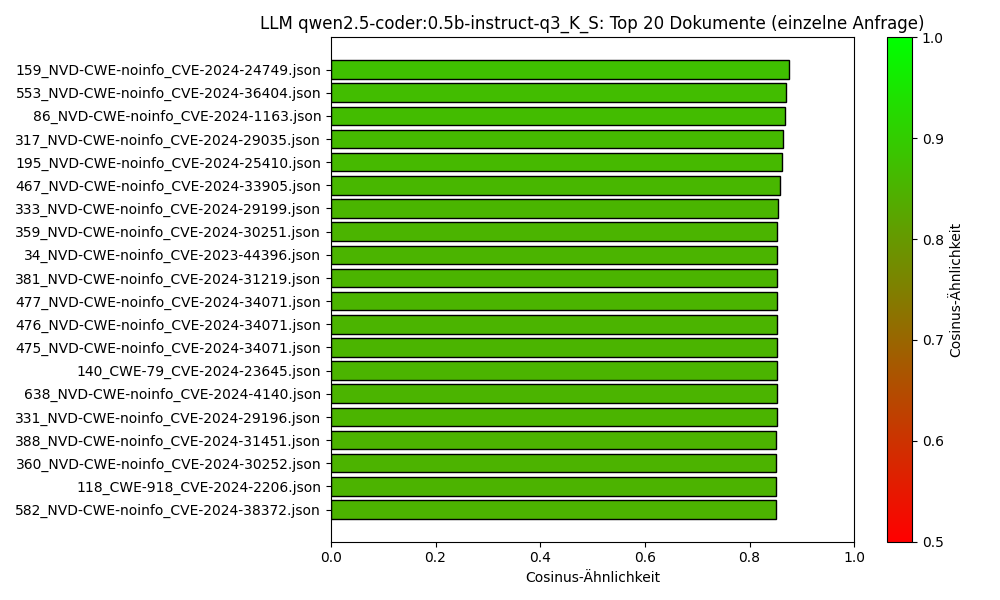 LLM qwen2.5-coder:0.5b-instruct-q3_K_S: Top 20 Dokumente (einzelne Anfrage)
159_NVD-CWE-noinfo_CVE-2024-24749.json
553_NVD-CWE-noinfo_CVE-2024-36404.json
86_NVD-CWE-noinfo_CVE-2024-1163.json
317_NVD-CWE-noinfo_CVE-2024-29035.json
195_NVD-CWE-noinfo_CVE-2024-25410.json
467_NVD-CWE-noinfo_CVE-2024-33905.json
333_NVD-CWE-noinfo_CVE-2024-29199.json
359_NVD-CWE-noinfo_CVE-2024-30251.json
34_NVD-CWE-noinfo_CVE-2023-44396.json
381_NVD-CWE-noinfo_CVE-2024-31219.json
477_NVD-CWE-noinfo_CVE-2024-34071.json
476_NVD-CWE-noinfo_CVE-2024-34071.json
475_NVD-CWE-noinfo_CVE-2024-34071.json
140_CWE-79_CVE-2024-23645.json
638_NVD-CWE-noinfo_CVE-2024-4140.json
331_NVD-CWE-noinfo_CVE-2024-29196.json
388_NVD-CWE-noinfo_CVE-2024-31451.json
360_NVD-CWE-noinfo_CVE-2024-30252.json
118_CWE-918_CVE-2024-2206.json
582_NVD-CWE-noinfo_CVE-2024-38372.json
0.0 0.2 0.4 0.6 0.8 1.0
Cosinus-Ähnlichkeit
1.0
0.9
0.8
0.7
0.6
0.5
Cosinus-Ähnlichkeit